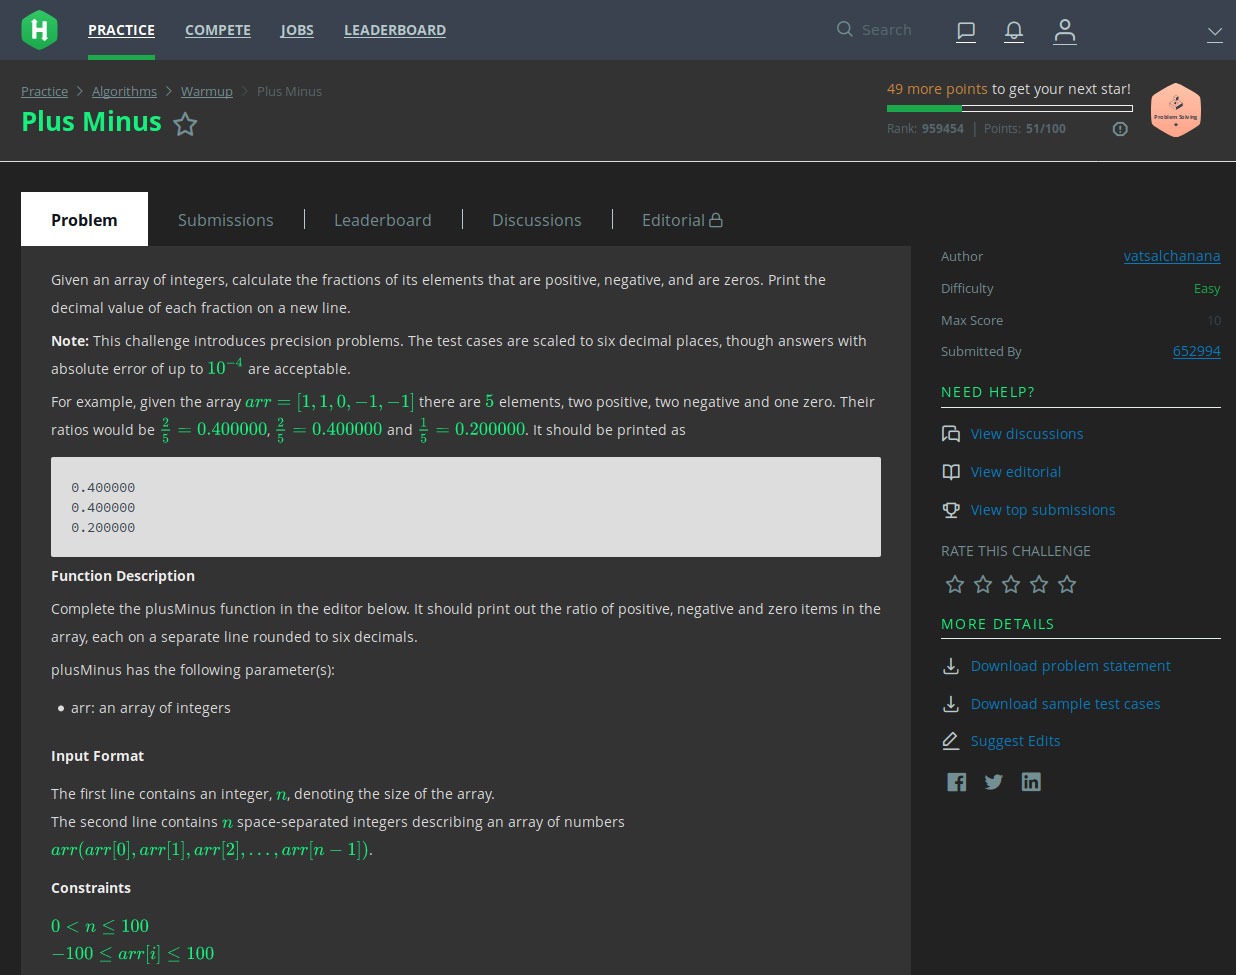 H PRACTICE COMPETE JOBS LEADERBOARD Search
Practice > Algorithms > Warmup > Plus Minus
Plus Minus
49 more points to get your next star!
Rank: 959454 | Points: 51/100
Problem Solving
Problem | Submissions | Leaderboard | Discussions | Editorial
Given an array of integers, calculate the fractions of its elements that are positive, negative, and are zeros. Print the
decimal value of each fraction on a new line.
Note: This challenge introduces precision problems. The test cases are scaled to six decimal places, though answers with
absolute error of up to 10⁻⁴ are acceptable.
For example, given the array arr = [1, 1, 0, −1, −1] there are 5 elements, two positive, two negative and one zero. Their
ratios would be 2/5 = 0.400000, 2/5 = 0.400000 and 1/5 = 0.200000. It should be printed as
0.400000
0.400000
0.200000
Function Description
Complete the plusMinus function in the editor below. It should print out the ratio of positive, negative and zero items in the
array, each on a separate line rounded to six decimals.
plusMinus has the following parameter(s):
• arr: an array of integers
Input Format
The first line contains an integer, n, denoting the size of the array.
The second line contains n space-separated integers describing an array of numbers
arr(arr[0], arr[1], arr[2], . . . , arr[n − 1]).
Constraints
0 < n ≤ 100
−100 ≤ arr[i] ≤ 100
Author vatsalchanana
Difficulty Easy
Max Score 10
Submitted By 652994
NEED HELP?
View discussions
View editorial
View top submissions
RATE THIS CHALLENGE
MORE DETAILS
Download problem statement
Download sample test cases
Suggest Edits